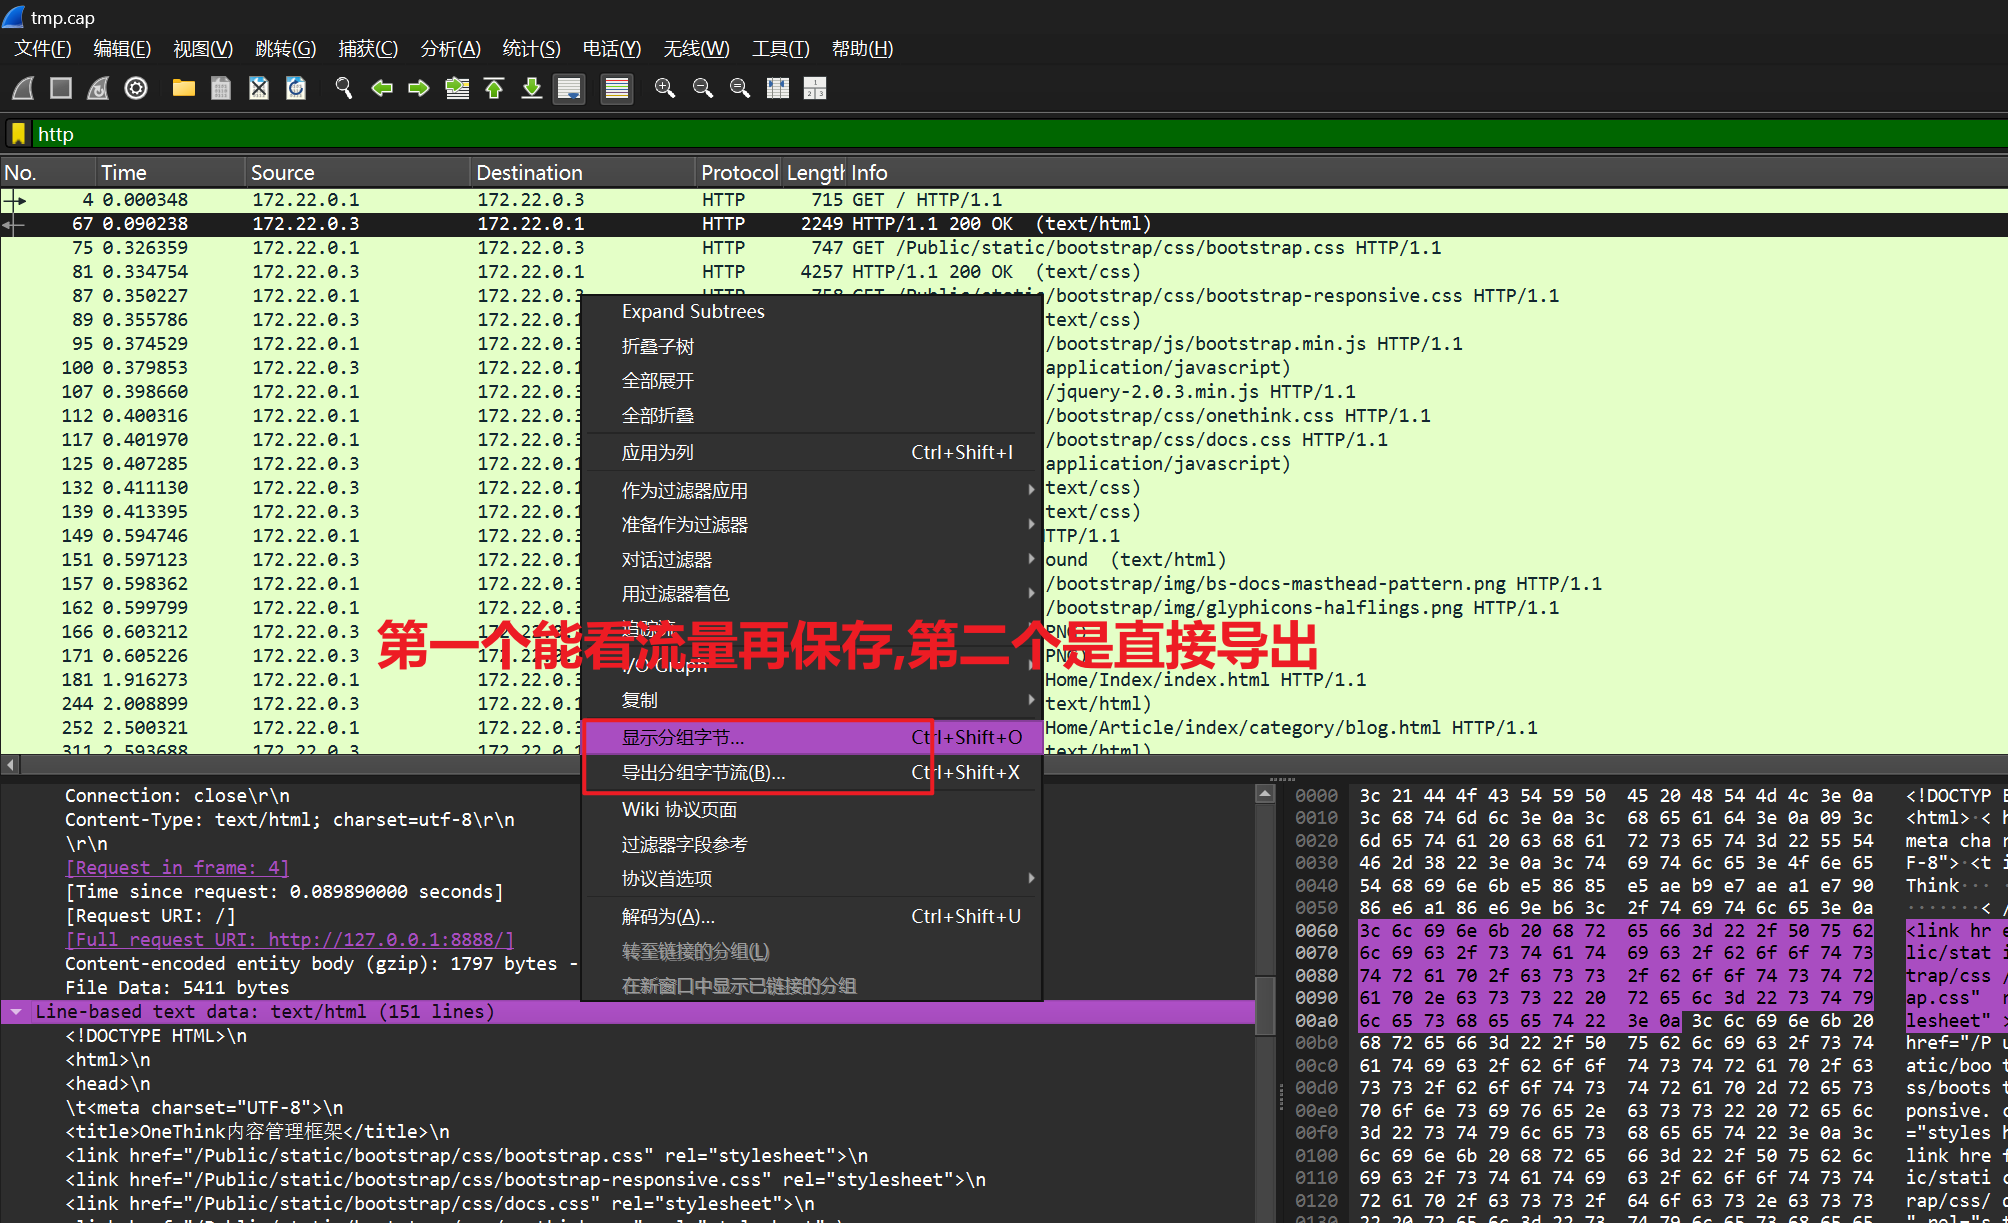 tmp.cap
文件(F) 编辑(E) 视图(V) 跳转(G) 捕获(C) 分析(A) 统计(S) 电话(Y) 无线(W) 工具(T) 帮助(H)
http
No. Time Source Destination Protocol Length Info
4 0.000348 172.22.0.1 172.22.0.3 HTTP 715 GET / HTTP/1.1
67 0.090238 172.22.0.3 172.22.0.1 HTTP 2249 HTTP/1.1 200 OK (text/html)
75 0.326359 172.22.0.1 172.22.0.3 HTTP 747 GET /Public/static/bootstrap/css/bootstrap.css HTTP/1.1
81 0.334754 172.22.0.3 172.22.0.1 HTTP 4257 HTTP/1.1 200 OK (text/css)
87 0.350227 172.22.0.1 172.22.0.3 HTTP 758 GET /Public/static/bootstrap/css/bootstrap-responsive.css HTTP/1.1
89 0.355786 172.22.0.3 172.22.0.1 text/css)
95 0.374529 172.22.0.1 172.22.0.3 /bootstrap/js/bootstrap.min.js HTTP/1.1
100 0.379853 172.22.0.3 172.22.0.1 application/javascript)
107 0.398660 172.22.0.1 172.22.0.3 /jquery-2.0.3.min.js HTTP/1.1
112 0.400316 172.22.0.1 172.22.0.3 /bootstrap/css/onethink.css HTTP/1.1
117 0.401970 172.22.0.1 172.22.0.3 /bootstrap/css/docs.css HTTP/1.1
125 0.407285 172.22.0.3 172.22.0.1 application/javascript)
132 0.411130 172.22.0.3 172.22.0.1 text/css)
139 0.413395 172.22.0.3 172.22.0.1 text/css)
149 0.594746 172.22.0.1 172.22.0.3 TTP/1.1
151 0.597123 172.22.0.3 172.22.0.1 ound (text/html)
157 0.598362 172.22.0.1 172.22.0.3 /bootstrap/img/bs-docs-masthead-pattern.png HTTP/1.1
162 0.599799 172.22.0.1 172.22.0.3 /bootstrap/img/glyphicons-halflings.png HTTP/1.1
166 0.603212 172.22.0.3 172.22.0.1 PNG)
171 0.605226 172.22.0.3 172.22.0.1 PNG)
181 1.916273 172.22.0.1 172.22.0.3 Home/Index/index.html HTTP/1.1
244 2.008899 172.22.0.3 172.22.0.1 text/html)
252 2.500321 172.22.0.1 172.22.0.3 Home/Article/index/category/blog.html HTTP/1.1
311 2.593688 172.22.0.3 172.22.0.1 text/html)
Expand Subtrees
折叠子树
全部展开
全部折叠
应用为列 Ctrl+Shift+I
作为过滤器应用
准备作为过滤器
对话过滤器
用过滤器着色
追踪流
第一个能看流量再保存,第二个是直接导出
I/O Graph
复制
显示分组字节... Ctrl+Shift+O
导出分组字节流(B)... Ctrl+Shift+X
Wiki 协议页面
过滤器字段参考
协议首选项
解码为(A)... Ctrl+Shift+U
转至链接的分组(L)
在新窗口中显示已链接的分组
Connection: close\r\n
Content-Type: text/html; charset=utf-8\r\n
\r\n
[Request in frame: 4]
[Time since request: 0.089890000 seconds]
[Request URI: /]
[Full request URI: http://127.0.0.1:8888/]
Content-encoded entity body (gzip): 1797 bytes -
File Data: 5411 bytes
Line-based text data: text/html (151 lines)
<!DOCTYPE HTML>\n
<html>\n
<head>\n
\t<meta charset="UTF-8">\n
<title>OneThink内容管理框架</title>\n
<link href="/Public/static/bootstrap/css/bootstrap.css" rel="stylesheet">\n
<link href="/Public/static/bootstrap/css/bootstrap-responsive.css" rel="stylesheet">\n
<link href="/Public/static/bootstrap/css/docs.css" rel="stylesheet">\n
0000 3c 21 44 4f 43 54 59 50 45 20 48 54 4d 4c 3e 0a <!DOCTYP E
0010 3c 68 74 6d 6c 3e 0a 3c 68 65 61 64 3e 0a 09 3c <html>·< h
0020 6d 65 74 61 20 63 68 61 72 73 65 74 3d 22 55 54 meta cha r
0030 46 2d 38 22 3e 0a 3c 74 69 74 6c 65 3e 4f 6e 65 F-8">·<t i
0040 54 68 69 6e 6b e5 86 85 e5 ae b9 e7 ae a1 e7 90 Think··· ·
0050 86 e6 a1 86 e6 9e b6 3c 2f 74 69 74 6c 65 3e 0a ·······< /
0060 3c 6c 69 6e 6b 20 68 72 65 66 3d 22 2f 50 75 62 <link hr e
0070 6c 69 63 2f 73 74 61 74 69 63 2f 62 6f 6f 74 73 lic/stat i
0080 74 72 61 70 2f 63 73 73 2f 62 6f 6f 74 73 74 72 trap/css /
0090 61 70 2e 63 73 73 22 20 72 65 6c 3d 22 73 74 79 ap.css" r
00a0 6c 65 73 68 65 65 74 22 3e 0a 3c 6c 69 6e 6b 20 lesheet" >
00b0 68 72 65 66 3d 22 2f 50 75 62 6c 69 63 2f 73 74 href="/P u
00c0 61 74 69 63 2f 62 6f 6f 74 73 74 72 61 70 2f 63 atic/boo t
00d0 73 73 2f 62 6f 6f 74 73 74 72 61 70 2d 72 65 73 ss/boots t
00e0 70 6f 6e 73 69 76 65 2e 63 73 73 22 20 72 65 6c ponsive. c
00f0 3d 22 73 74 79 6c 65 73 68 65 65 74 22 3e 0a 3c ="styles h
0100 6c 69 6e 6b 20 68 72 65 66 3d 22 2f 50 75 62 6c link hre f
0110 69 63 2f 73 74 61 74 69 63 2f 62 6f 6f 74 73 74 ic/stati c
0120 72 61 70 2f 63 73 73 2f 64 6f 63 73 2e 63 73 73 rap/css/ d